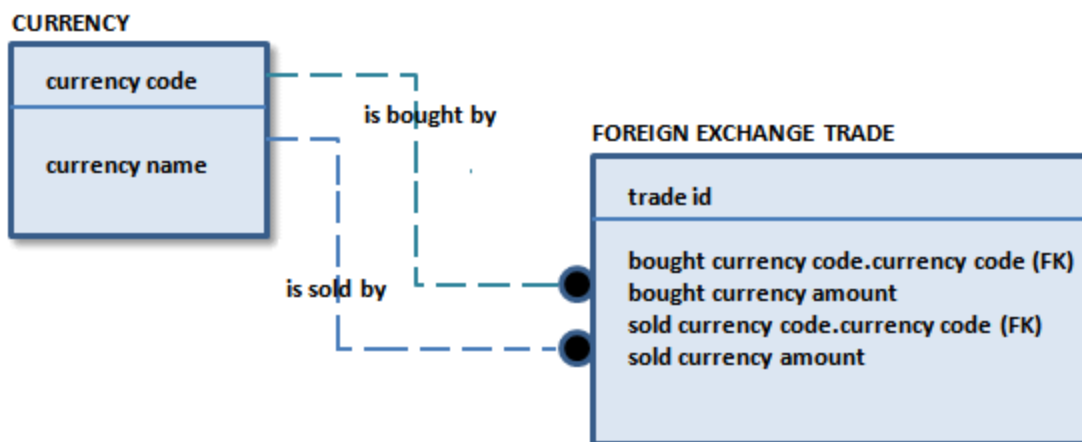 CURRENCY
currency code
currency name
is bought by
is sold by
FOREIGN EXCHANGE TRADE
trade id
bought currency code.currency code (FK)
bought currency amount
sold currency code.currency code (FK)
sold currency amount